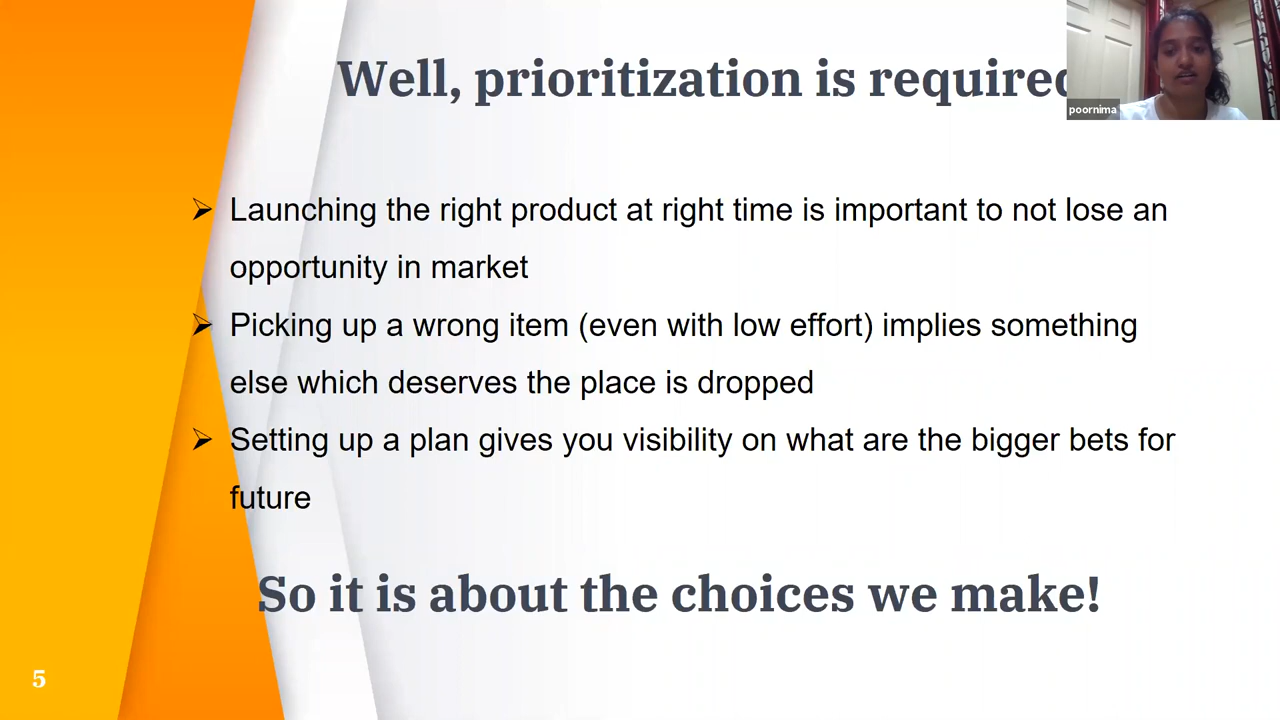 Well, prioritization is required
poornima
Launching the right product at right time is important to not lose an
opportunity in market
Picking up a wrong item (even with low effort) implies something
else which deserves the place is dropped
Setting up a plan gives you visibility on what are the bigger bets for
future
So it is about the choices we make!
5